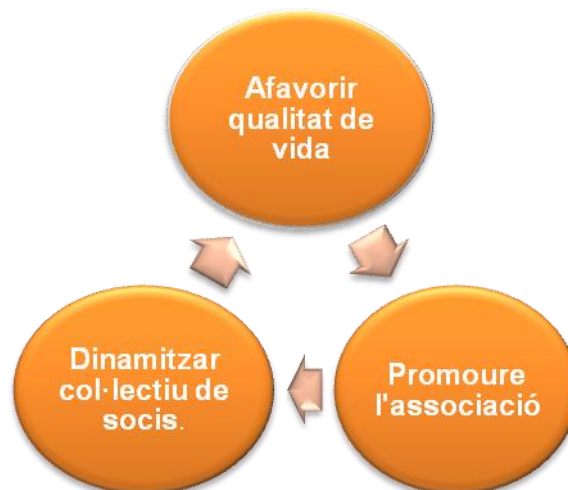 Afavorir
qualitat de
vida
Dinamitzar
col·lectiu de
socis.
Promoure
l'associació